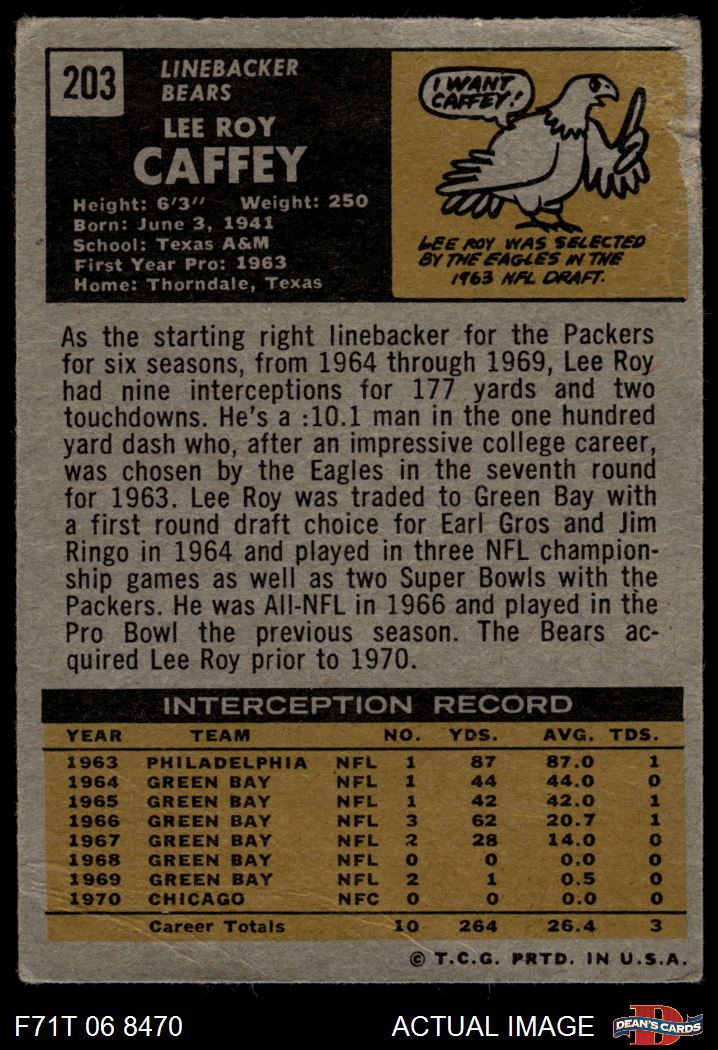 203
LINEBACKER
BEARS
LEE ROY
CAFFEY
Height: 6'3" Weight: 250
Born: June 3, 1941
School: Texas A&M
First Year Pro: 1963
Home: Thorndale, Texas
I WANT
CAFFEY!
LEE ROY WAS SELECTED
BY THE EAGLES IN THE
1963 NFL DRAFT.
As the starting right linebacker for the Packers
for six seasons, from 1964 through 1969, Lee Roy
had nine interceptions for 177 yards and two
touchdowns. He's a :10.1 man in the one hundred
yard dash who, after an impressive college career,
was chosen by the Eagles in the seventh round
for 1963. Lee Roy was traded to Green Bay with
a first round draft choice for Earl Gros and Jim
Ringo in 1964 and played in three NFL champion-
ship games as well as two Super Bowls with the
Packers. He was All-NFL in 1966 and played in the
Pro Bowl the previous season. The Bears ac-
quired Lee Roy prior to 1970.
INTERCEPTION RECORD
YEAR TEAM NO. YDS. AVG. TDS.
1963 PHILADELPHIA NFL 1 87 87.0 1
1964 GREEN BAY NFL 1 44 44.0 0
1965 GREEN BAY NFL 1 42 42.0 1
1966 GREEN BAY NFL 3 62 20.7 1
1967 GREEN BAY NFL 2 28 14.0 0
1968 GREEN BAY NFL 0 0 0.0 0
1969 GREEN BAY NFL 2 1 0.5 0
1970 CHICAGO NFC 0 0 0.0 0
Career Totals 10 264 26.4 3
© T.C.G. PRTD. IN U.S.A.
F71T 06 8470 ACTUAL IMAGE D DEAN'S CARDS